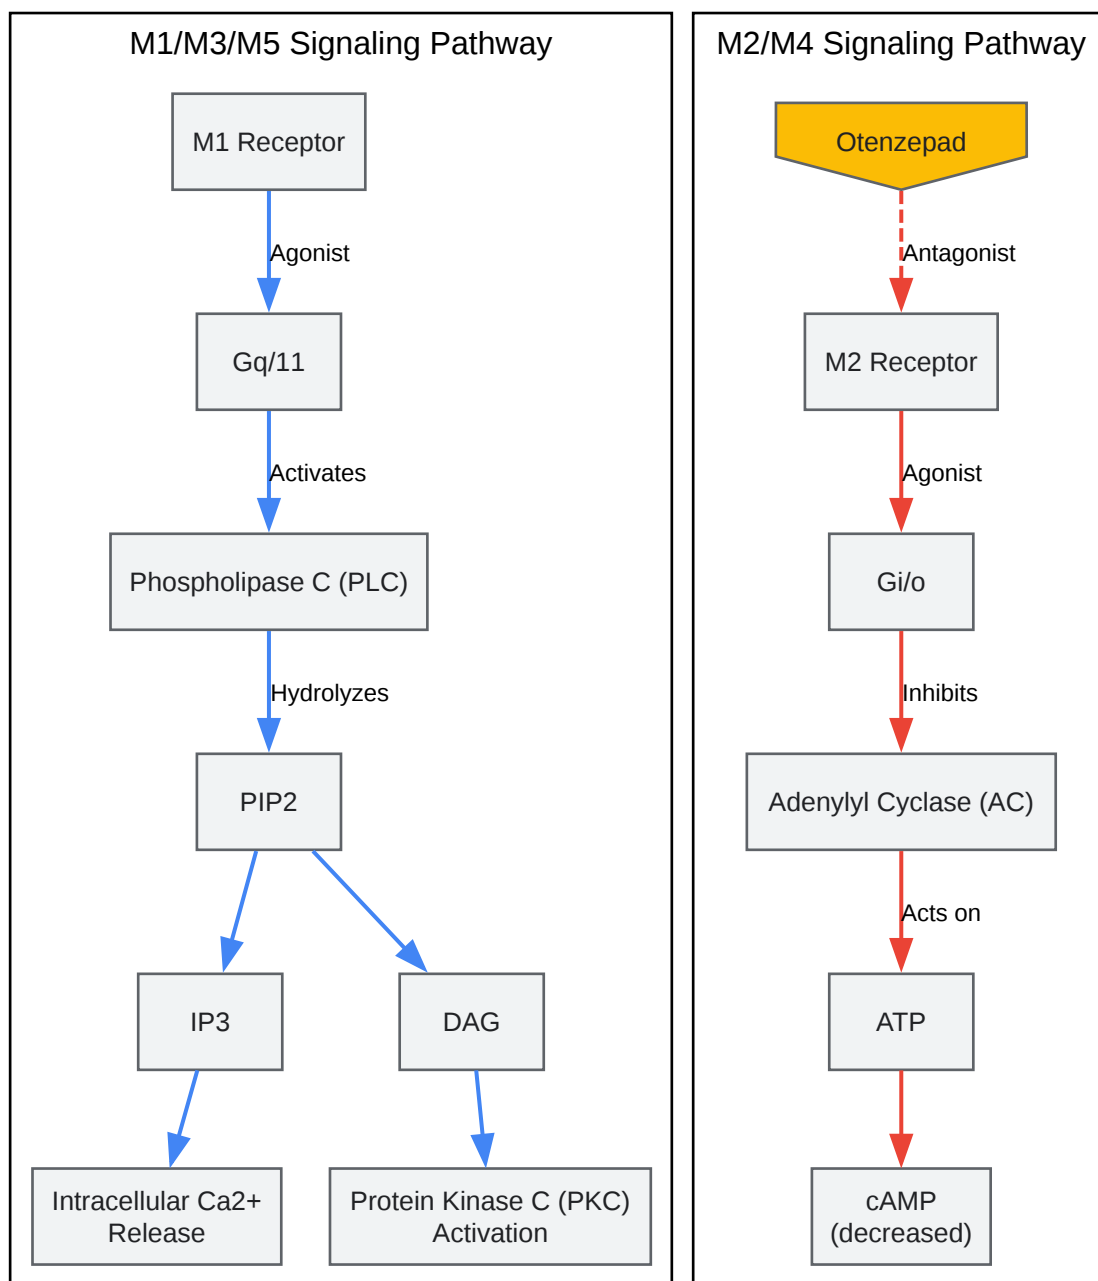 M1/M3/M5 Signaling Pathway
M1 Receptor
Agonist
Gq/11
Activates
Phospholipase C (PLC)
Hydrolyzes
PIP2
IP3
DAG
Intracellular Ca2+
Release
Protein Kinase C (PKC)
Activation
M2/M4 Signaling Pathway
Otenzepad
Antagonist
M2 Receptor
Agonist
Gi/o
Inhibits
Adenylyl Cyclase (AC)
Acts on
ATP
cAMP
(decreased)